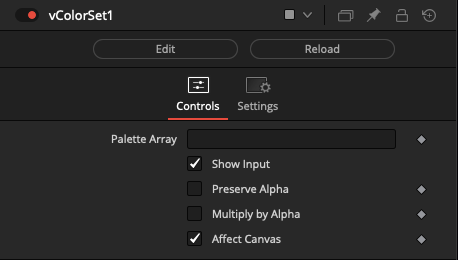 vColorSet1
Edit Reload
Controls Settings
Palette Array
Show Input
Preserve Alpha
Multiply by Alpha
Affect Canvas